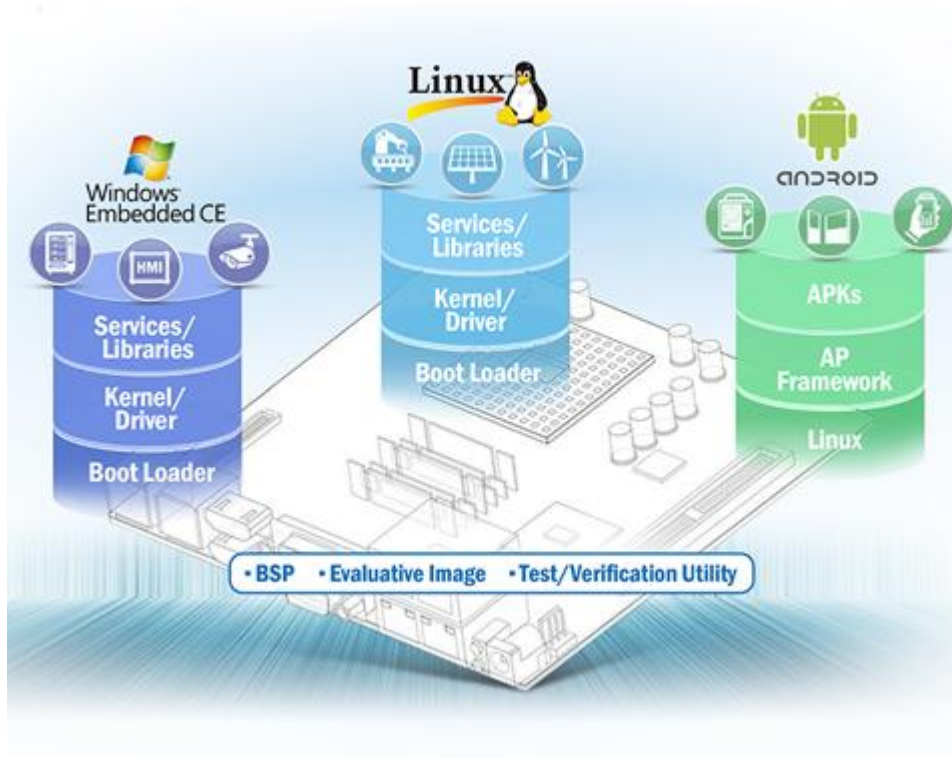 Linux
Windows
Embedded CE
ANDROID
HMI
Services/
Libraries
Kernel/
Driver
Boot Loader
Services/
Libraries
Kernel/
Driver
Boot Loader
APKs
AP
Framework
Linux
• BSP • Evaluative Image • Test/Verification Utility